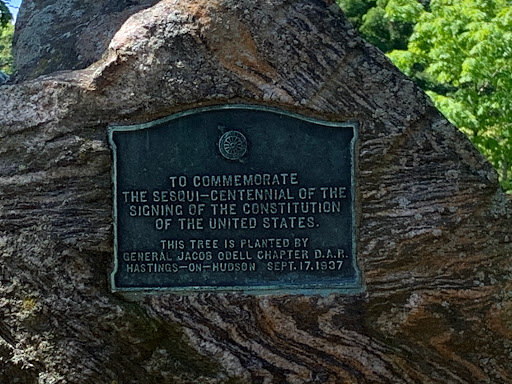 TO COMMEMORATE
THE SESQUI-CENTENNIAL OF THE
SIGNING OF THE CONSTITUTION
OF THE UNITED STATES.
THIS TREE IS PLANTED BY
GENERAL JACOB ODELL CHAPTER D.A.R.
HASTINGS-ON-HUDSON SEPT. 17, 1937